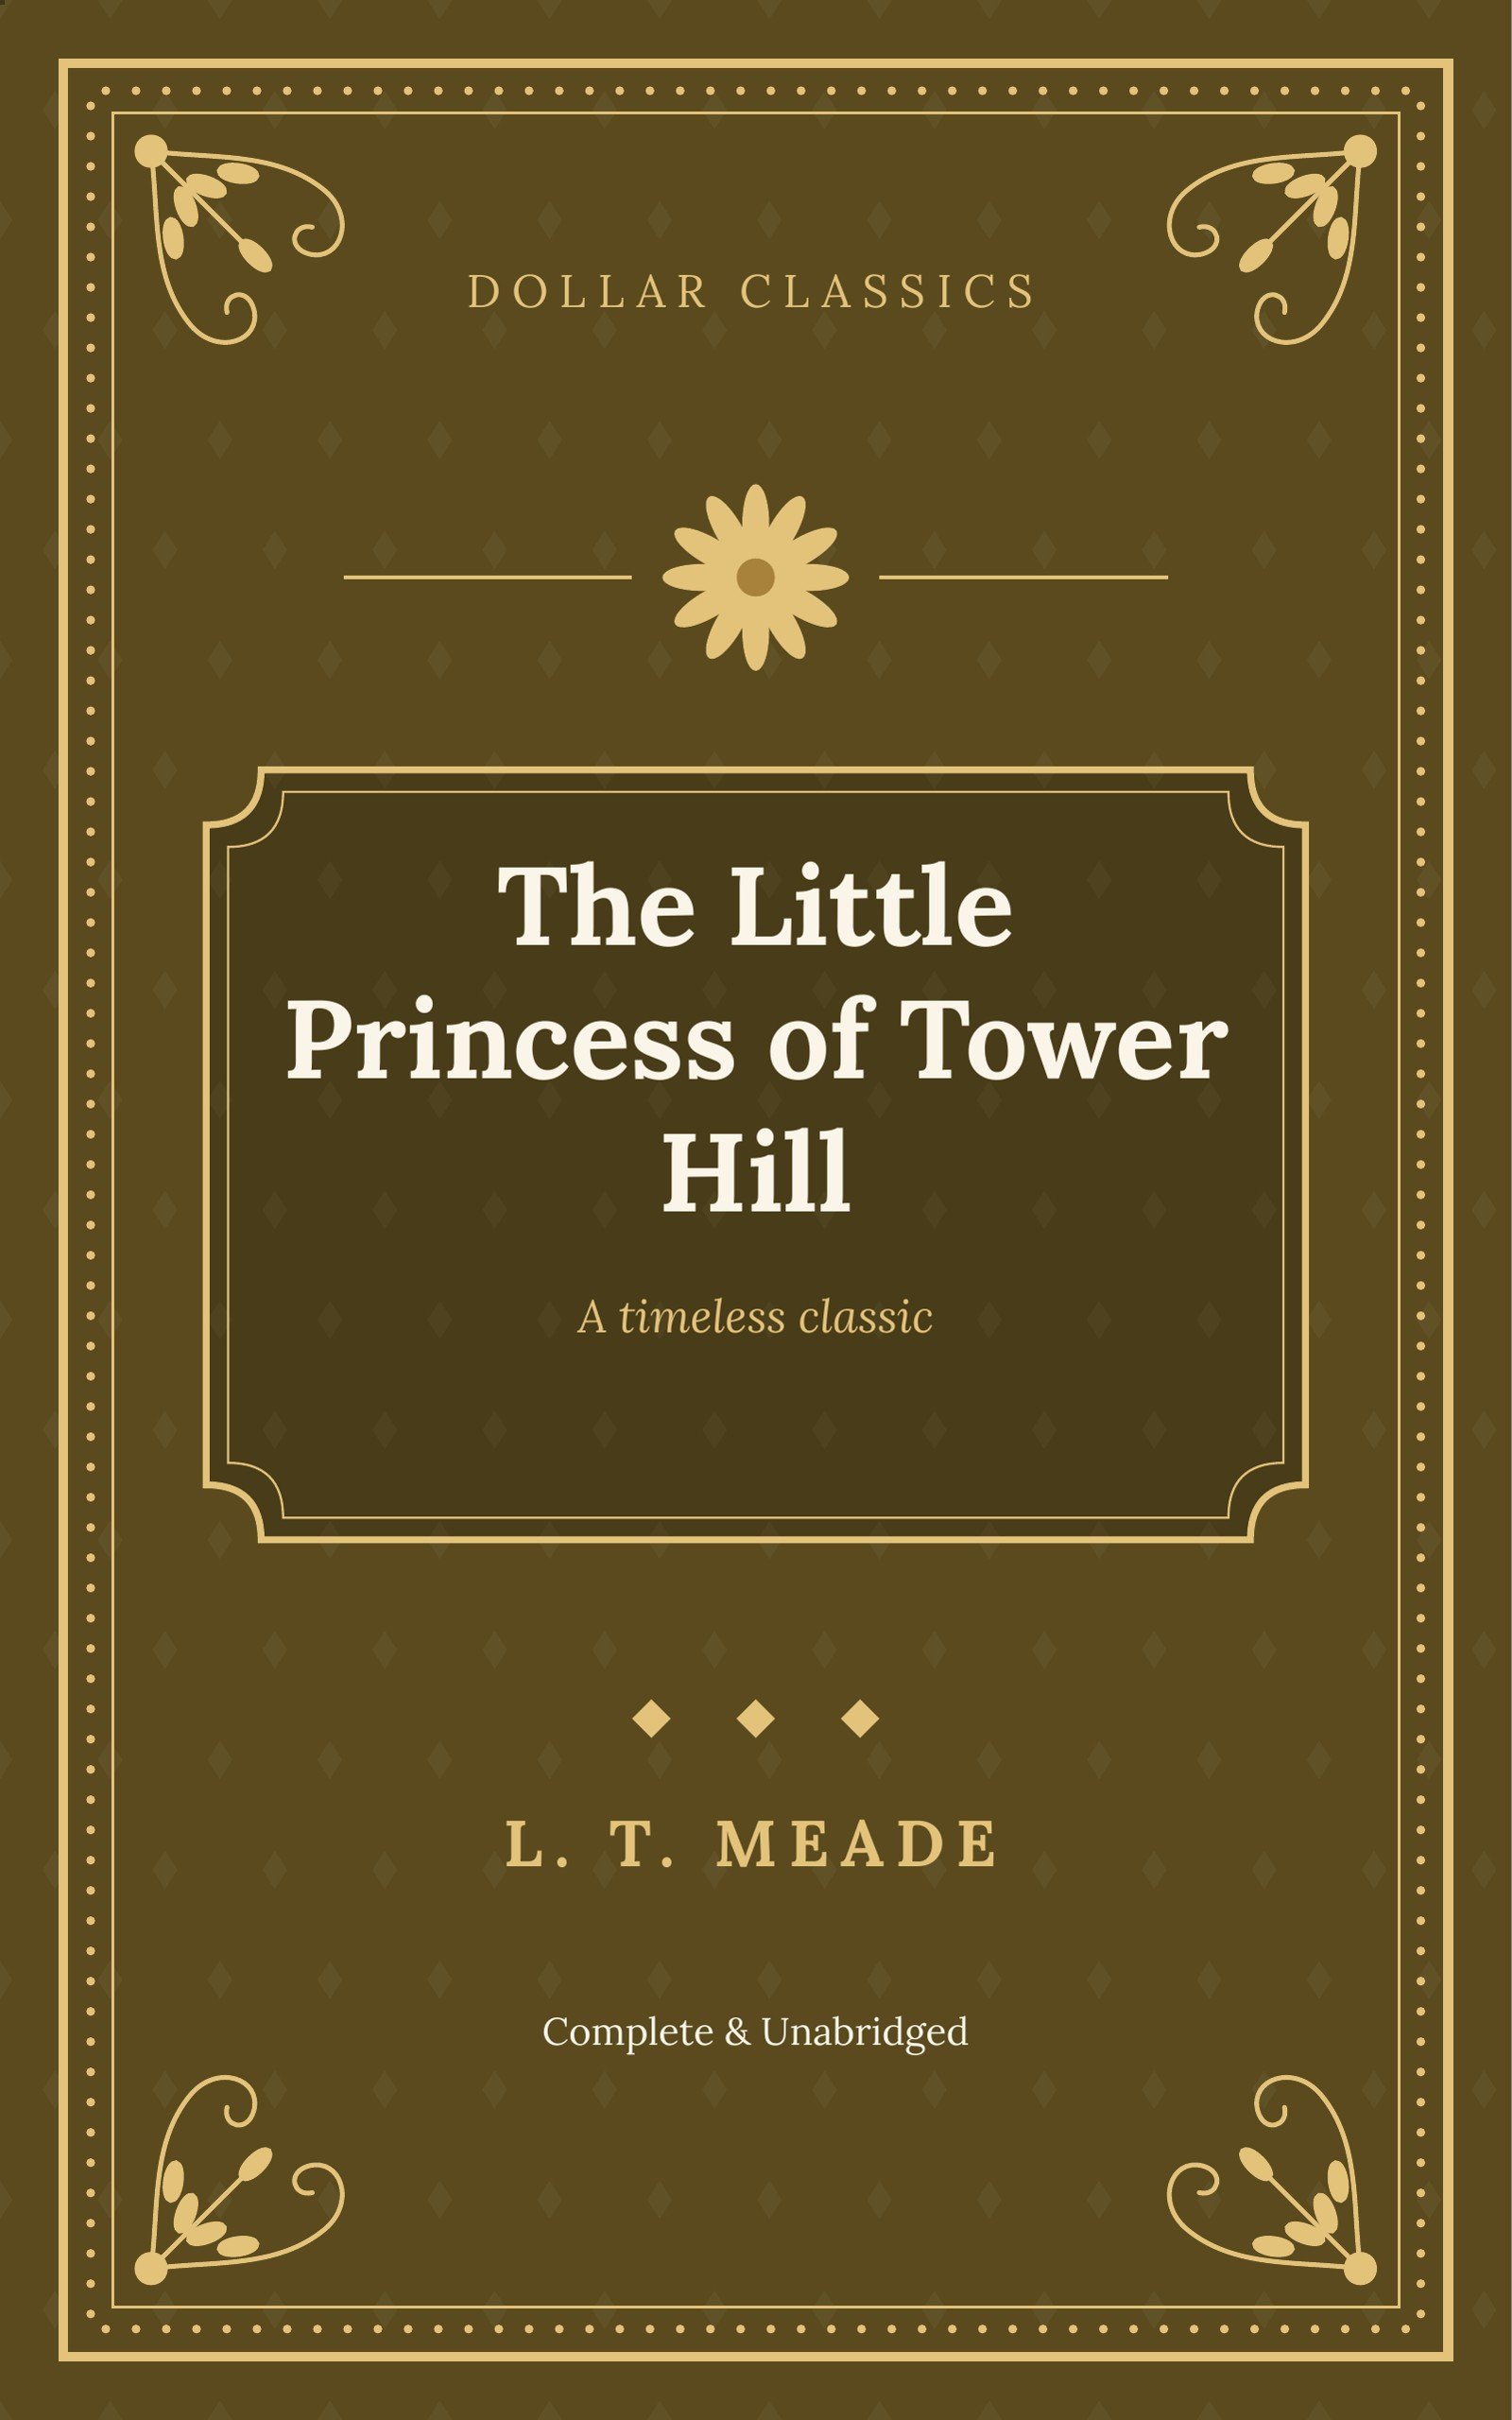 DOLLAR CLASSICS
The Little
Princess of Tower
Hill
A timeless classic
L. T. MEADE
Complete & Unabridged